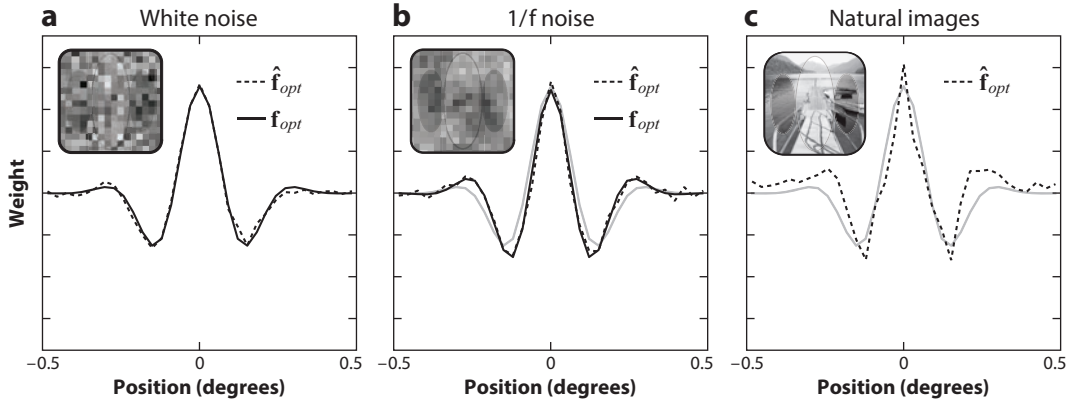 a White noise
f̂opt
fopt
Weight
−0.5 0 0.5
Position (degrees)
b 1/f noise
f̂opt
fopt
−0.5 0 0.5
Position (degrees)
c Natural images
f̂opt
−0.5 0 0.5
Position (degrees)